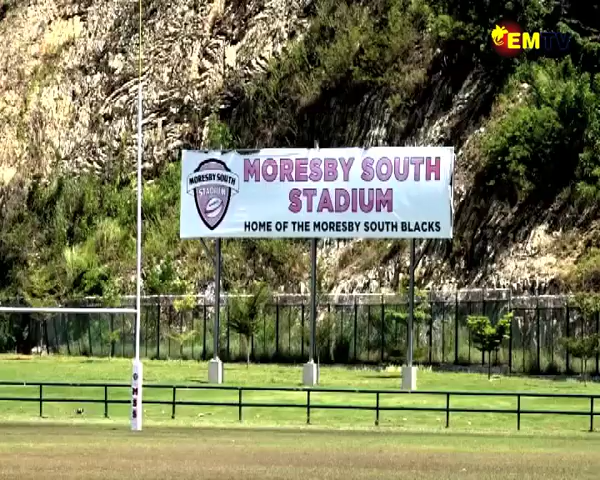 EMTV
MORESBY SOUTH
STADIUM
MORESBY SOUTH
STADIUM
HOME OF THE MORESBY SOUTH BLACKS